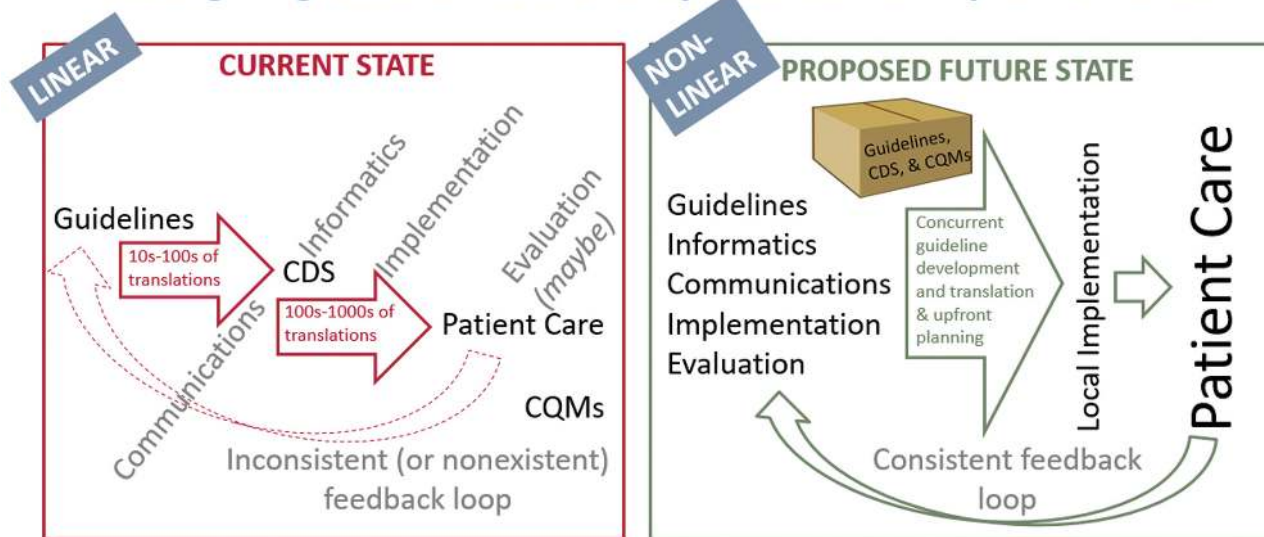 LINEAR
CURRENT STATE
Guidelines
10s-100s of
translations
CDS
100s-1000s of
translations
Patient Care
Communications
Informatics
Implementation
Evaluation
(maybe)
CQMs
Inconsistent (or nonexistent)
feedback loop
NON-
LINEAR
PROPOSED FUTURE STATE
Guidelines,
CDS, & CQMs
Guidelines
Informatics
Communications
Implementation
Evaluation
Concurrent
guideline
development
and translation
& upfront
planning
Local Implementation
Patient Care
Consistent feedback
loop